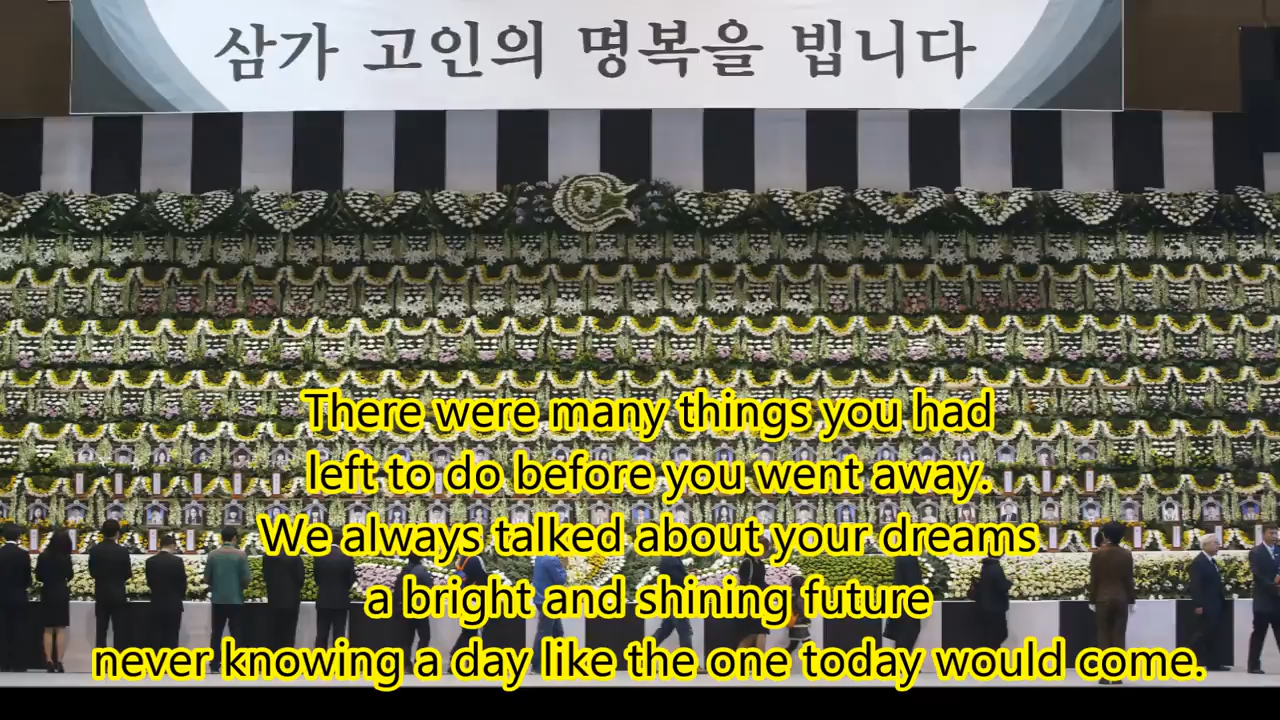 삼가 고인의 명복을 빕니다
There were many things you had
left to do before you went away.
We always talked about your dreams
a bright and shining future
never knowing a day like the one today would come.